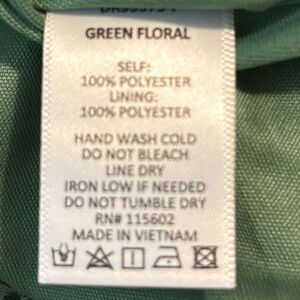 GREEN FLORAL
SELF:
100% POLYESTER
LINING:
100% POLYESTER
HAND WASH COLD
DO NOT BLEACH
LINE DRY
IRON LOW IF NEEDED
DO NOT TUMBLE DRY
RN# 115602
MADE IN VIETNAM